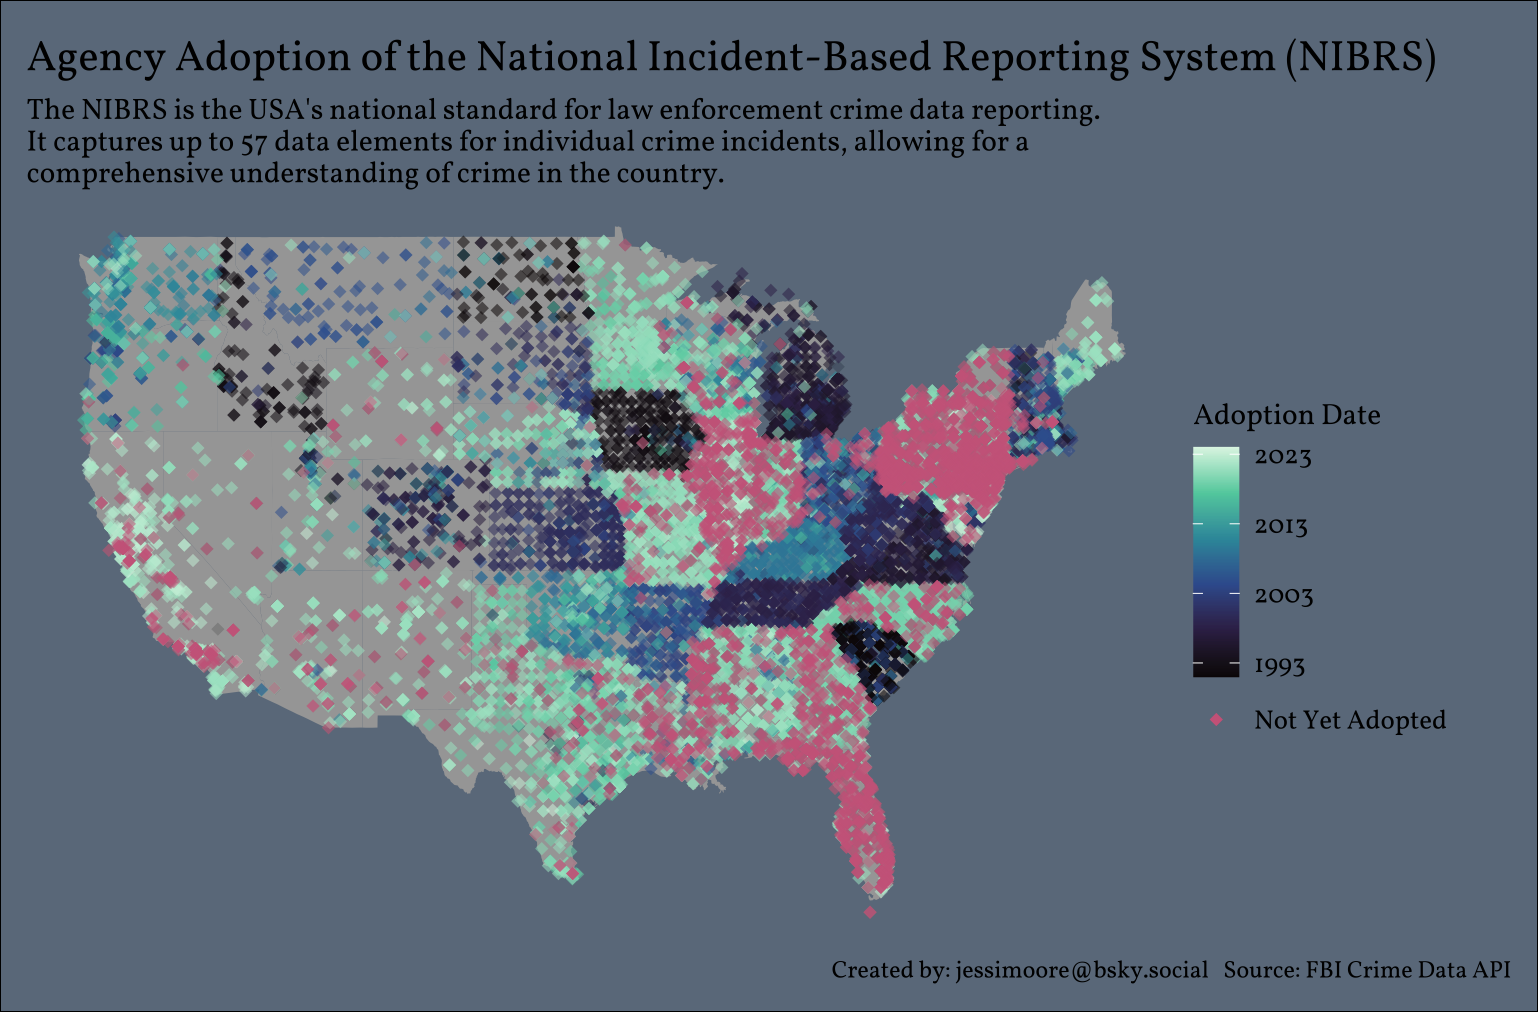 Agency Adoption of the National Incident-Based Reporting System (NIBRS)
The NIBRS is the USA's national standard for law enforcement crime data reporting.
It captures up to 57 data elements for individual crime incidents, allowing for a
comprehensive understanding of crime in the country.
Adoption Date
2023
2013
2003
1993
Not Yet Adopted
Created by: jessimoore@bsky.social Source: FBI Crime Data API